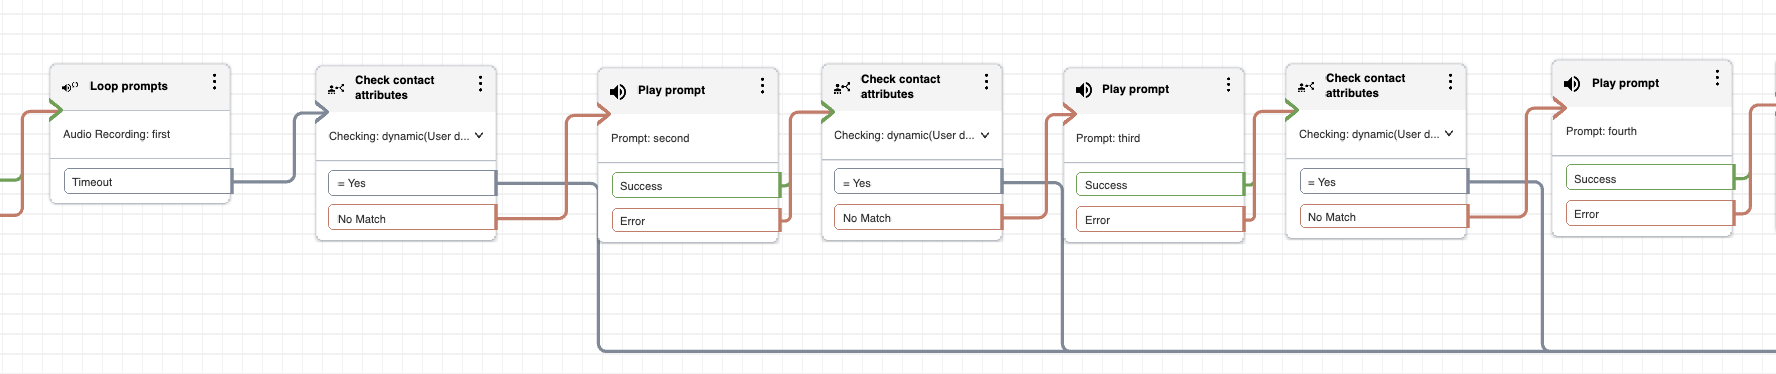 Loop prompts
Audio Recording: first
Timeout
Check contact
attributes
Checking: dynamic(User d...
= Yes
No Match
Play prompt
Prompt: second
Success
Error
Check contact
attributes
Checking: dynamic(User d...
= Yes
No Match
Play prompt
Prompt: third
Success
Error
Check contact
attributes
Checking: dynamic(User d...
= Yes
No Match
Play prompt
Prompt: fourth
Success
Error